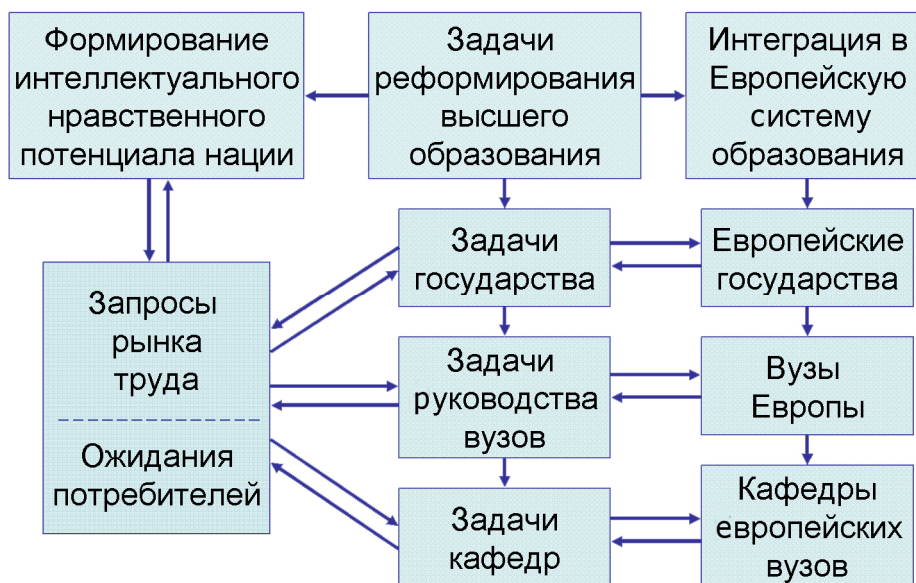 Формирование
интеллектуального
нравственного
потенциала нации
Задачи
реформирования
высшего
образования
Интеграция в
Европейскую
систему
образования
Задачи
государства
Европейские
государства
Запросы
рынка
труда
Ожидания
потребителей
Задачи
руководства
вузов
Вузы
Европы
Задачи
кафедр
Кафедры
европейских
вузов